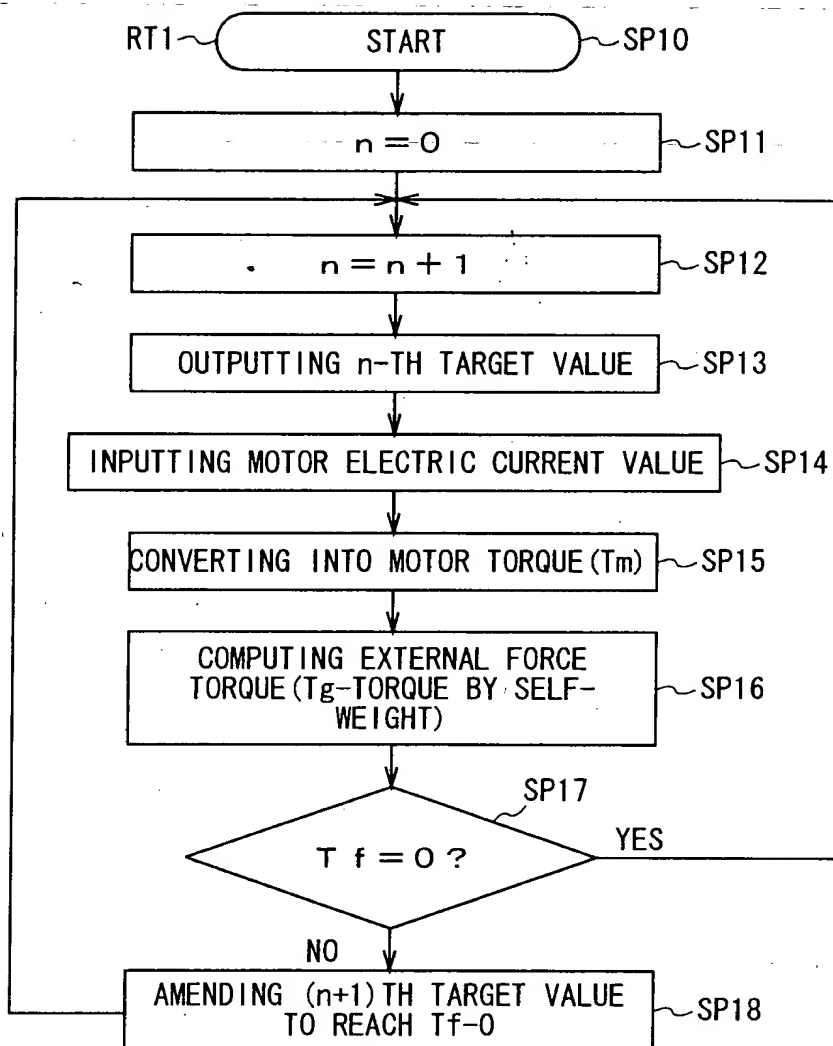 RT1 START SP10
n=0 SP11
n=n+1 SP12
OUTPUTTING n-TH TARGET VALUE SP13
INPUTTING MOTOR ELECTRIC CURRENT VALUE SP14
CONVERTING INTO MOTOR TORQUE(Tm) SP15
COMPUTING EXTERNAL FORCE
TORQUE(Tg-TORQUE BY SELF-
WEIGHT)
SP16
SP17
Tf=0?
YES
NO
AMENDING (n+1)TH TARGET VALUE
TO REACH Tf-0
SP18